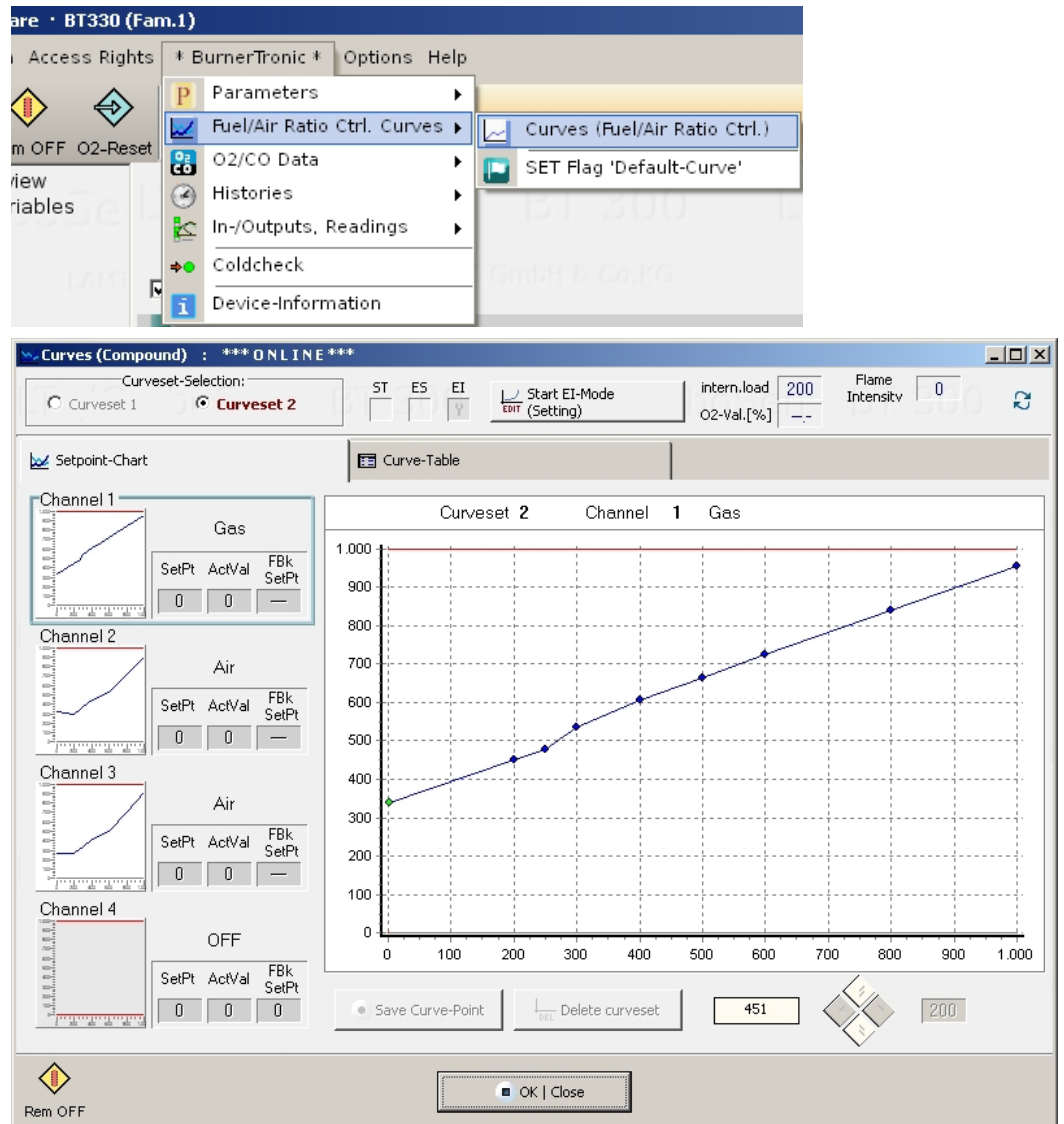 are · BT330 (Fam.1)
Access Rights * BurnerTronic * Options Help
Parameters
Fuel/Air Ratio Ctrl. Curves
Curves (Fuel/Air Ratio Ctrl.)
m OFF O2-Reset
O2/CO Data
SET Flag 'Default-Curve'
iew
Histories
riables
In-/Outputs, Readings
BT 300
Coldcheck
GmbH & Co.KG
Device-Information
Curves (Compound) : *** O N L I N E ***
Curveset-Selection:
Curveset 1 Curveset 2
ST ES EI
Y
EDIT
Start EI-Mode
(Setting)
intern.load 200
O2-Val.[%] --.-
Flame
Intensity 0
Setpoint-Chart Curve-Table
Channel 1
Gas
SetPt ActVal FBk SetPt
0 0 —
Channel 2
Air
SetPt ActVal FBk SetPt
0 0 —
Channel 3
Air
SetPt ActVal FBk SetPt
0 0 —
Channel 4
OFF
SetPt ActVal FBk SetPt
0 0 0
Curveset 2 Channel 1 Gas
1.000
900
800
700
600
500
400
300
200
100
0
0 100 200 300 400 500 600 700 800 900 1.000
Save Curve-Point DEL Delete curveset 451 200
Rem OFF
OK | Close